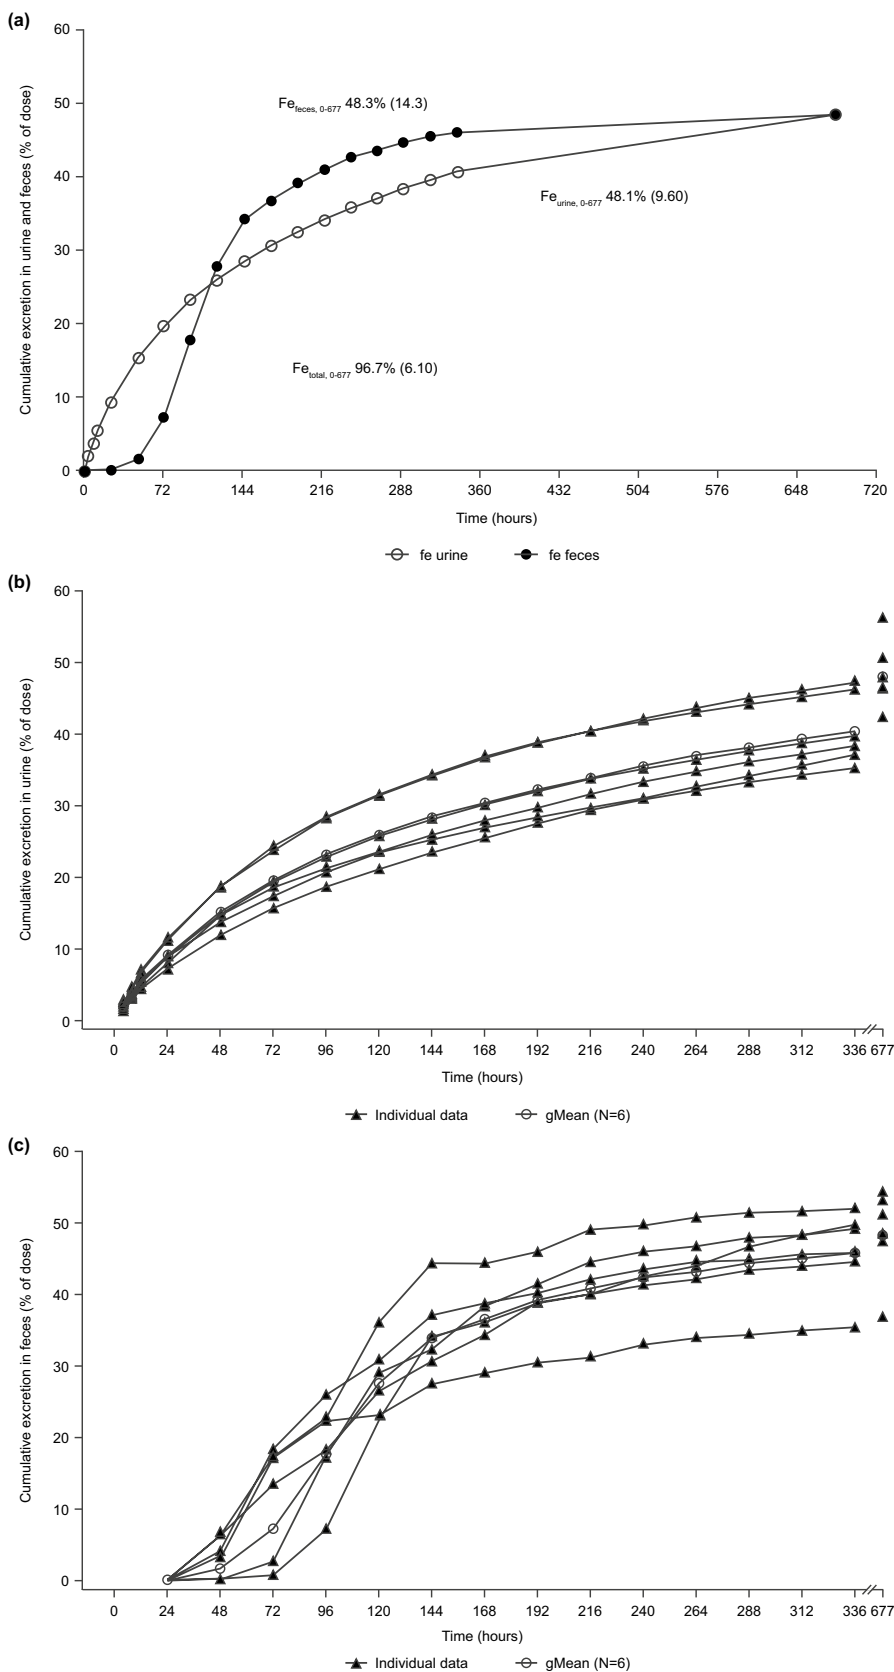 (a)
60
50
40
30
20
10
0
Cumulative excretion in urine and feces (% of dose)
Fefeces, 0-677 48.3% (14.3)
Feurine, 0-677 48.1% (9.60)
Fetotal, 0-677 96.7% (6.10)
0 72 144 216 288 360 432 504 576 648 720
Time (hours)
fe urine fe feces
(b)
60
50
40
30
20
10
0
Cumulative excretion in urine (% of dose)
0 24 48 72 96 120 144 168 192 216 240 264 288 312 336 677
Time (hours)
Individual data gMean (N=6)
(c)
60
50
40
30
20
10
0
Cumulative excretion in feces (% of dose)
0 24 48 72 96 120 144 168 192 216 240 264 288 312 336 677
Time (hours)
Individual data gMean (N=6)